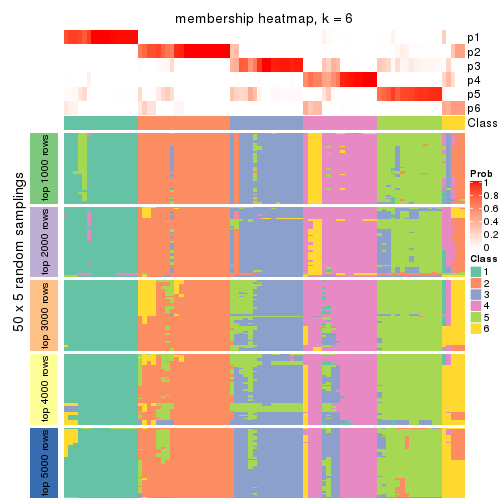 membership heatmap, k = 6
p1
p2
p3
p4
p5
p6
Class
50 x 5 random samplings
top 1000 rows
top 2000 rows
top 3000 rows
top 4000 rows
top 5000 rows
Prob
1
0.8
0.6
0.4
0.2
0
Class
1
2
3
4
5
6